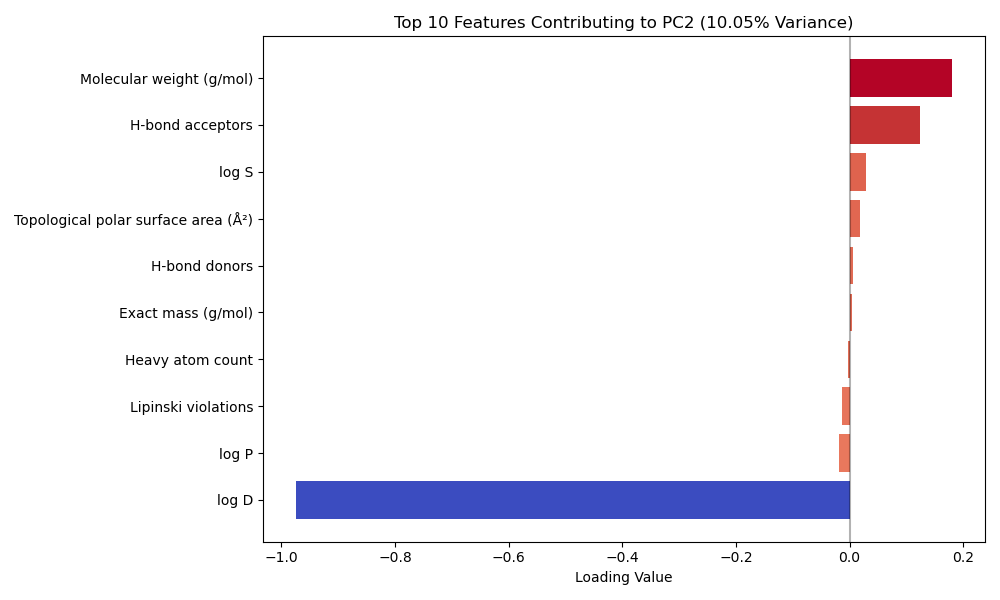 Top 10 Features Contributing to PC2 (10.05% Variance)
Molecular weight (g/mol)
H-bond acceptors
log S
Topological polar surface area (Å²)
H-bond donors
Exact mass (g/mol)
Heavy atom count
Lipinski violations
log P
log D
−1.0 −0.8 −0.6 −0.4 −0.2 0.0 0.2
Loading Value